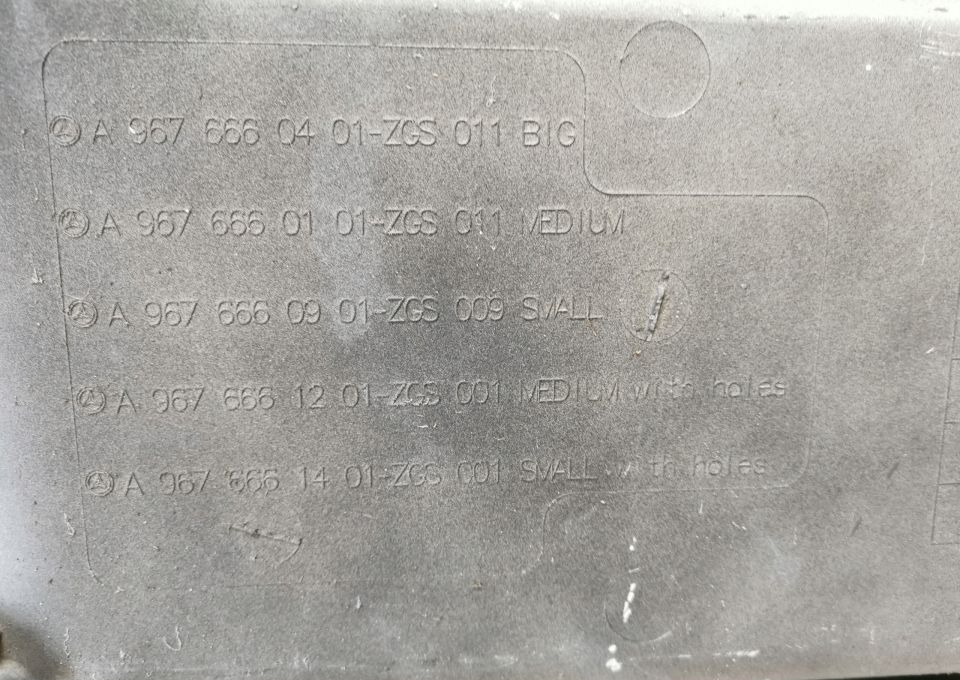 A 967 666 04 01-ZGS 011 BIG
A 967 666 01 01-ZGS 011 MEDIUM
A 967 666 09 01-ZGS 009 SMALL
A 967 666 12 01-ZGS 001 MEDIUM with holes
A 967 666 14 01-ZGS 001 SMALL with holes